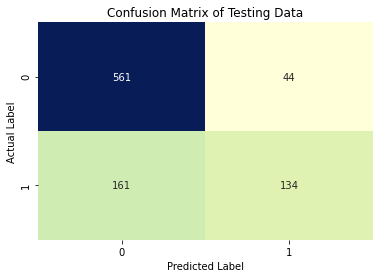 Confusion Matrix of Testing Data
Actual Label
0
561
44
1
161
134
0
1
Predicted Label